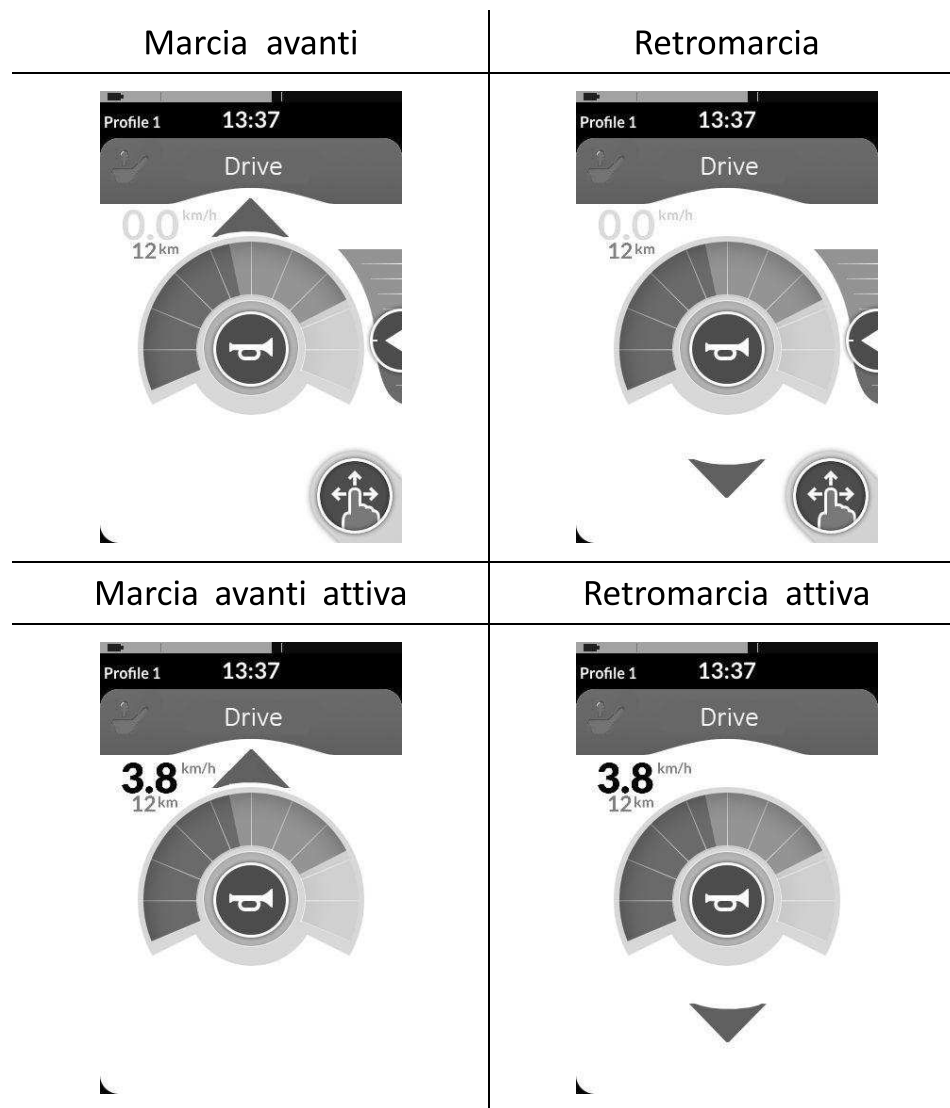 Marcia avanti
Retromarcia
Profile 1 13:37
Drive
0.0 km/h
12 km
Profile 1 13:37
Drive
0.0 km/h
12 km
Marcia avanti attiva
Retromarcia attiva
Profile 1 13:37
Drive
3.8 km/h
12 km
Profile 1 13:37
Drive
3.8 km/h
12 km